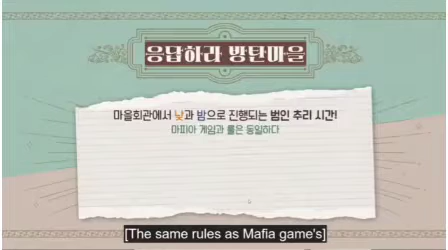 응답하라 방탄마을
마을회관에서 낮과 밤으로 진행되는 범인 추리 시간!
마피아 게임과 룰은 동일하다
[The same rules as Mafia game's]